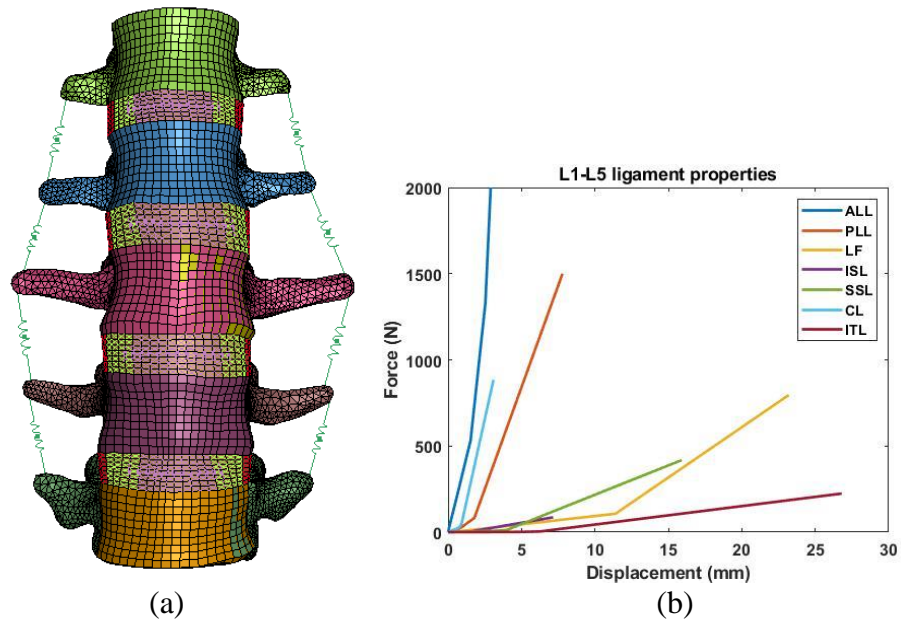 L1-L5 ligament properties
2000
1500
1000
500
0
Force (N)
ALL
PLL
LF
ISL
SSL
CL
ITL
0 5 10 15 20 25 30
Displacement (mm)
(a) (b)